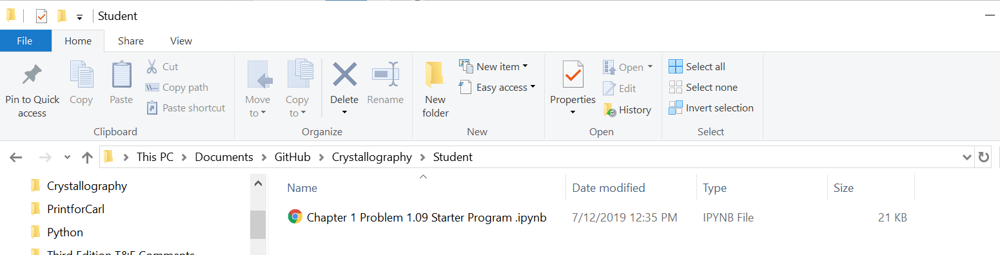 Student
File Home Share View
Pin to Quick access
Copy
Paste
Cut
Copy path
Paste shortcut
Clipboard
Move to
Copy to
Delete
Rename
Organize
New folder
New item
Easy access
New
Properties
Open
Edit
History
Open
Select all
Select none
Invert selection
Select
This PC > Documents > GitHub > Crystallography > Student
Crystallography
PrintforCarl
Python
Third Edition T&F Comments
Name Date modified Type Size
Chapter 1 Problem 1.09 Starter Program .ipynb 7/12/2019 12:35 PM IPYNB File 21 KB